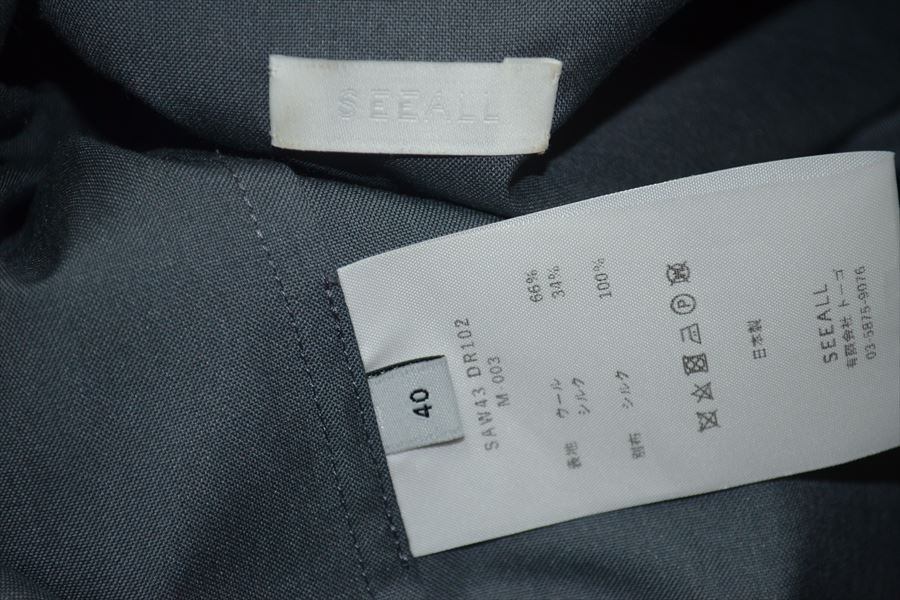 SEEALL
40
SAW43 DR102
M 003
表地 ウール 66%
シルク 34%
別布 シルク 100%
日本製
SEEALL
有限会社 トーゴ
03-5875-9076